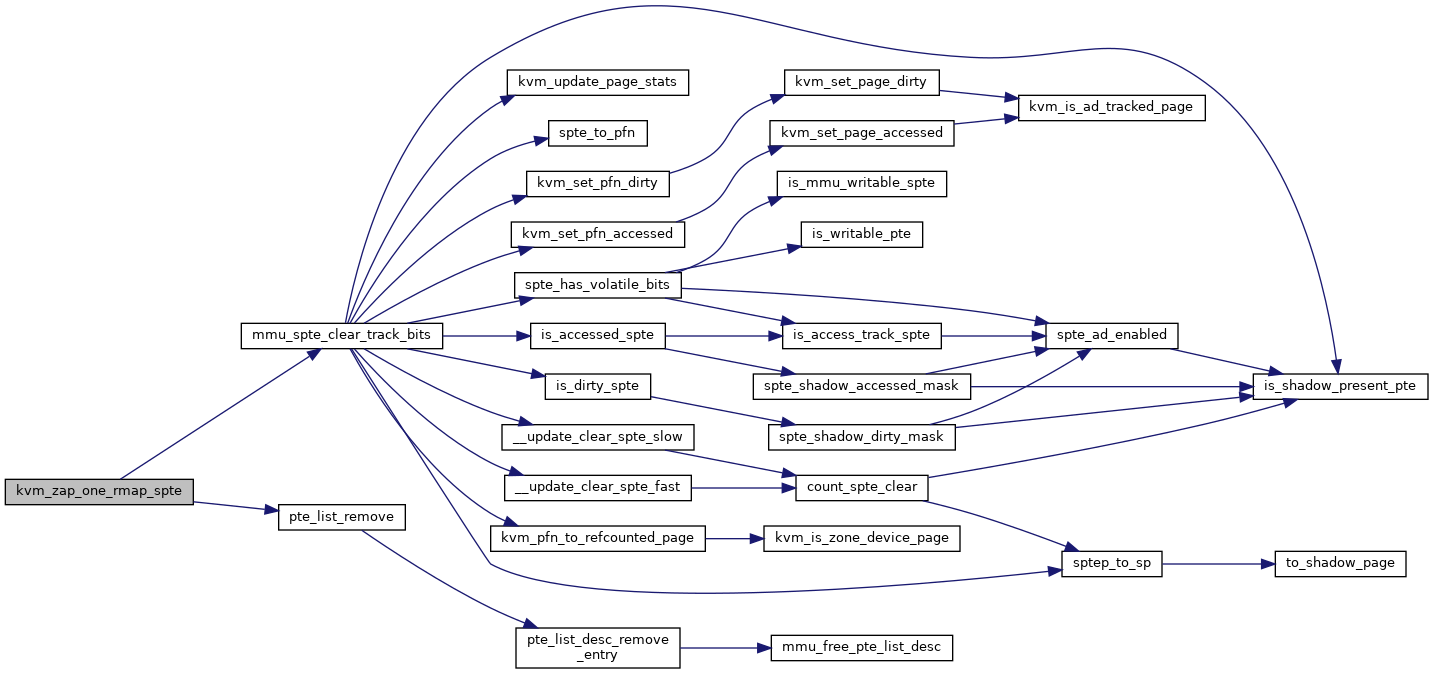 kvm_update_page_stats
kvm_set_page_dirty
kvm_is_ad_tracked_page
spte_to_pfn
kvm_set_page_accessed
kvm_set_pfn_dirty
is_mmu_writable_spte
kvm_set_pfn_accessed
is_writable_pte
spte_has_volatile_bits
mmu_spte_clear_track_bits
is_accessed_spte
is_access_track_spte
spte_ad_enabled
is_dirty_spte
spte_shadow_accessed_mask
is_shadow_present_pte
__update_clear_spte_slow
spte_shadow_dirty_mask
kvm_zap_one_rmap_spte
__update_clear_spte_fast
count_spte_clear
pte_list_remove
kvm_pfn_to_refcounted_page
kvm_is_zone_device_page
sptep_to_sp
to_shadow_page
pte_list_desc_remove
_entry
mmu_free_pte_list_desc